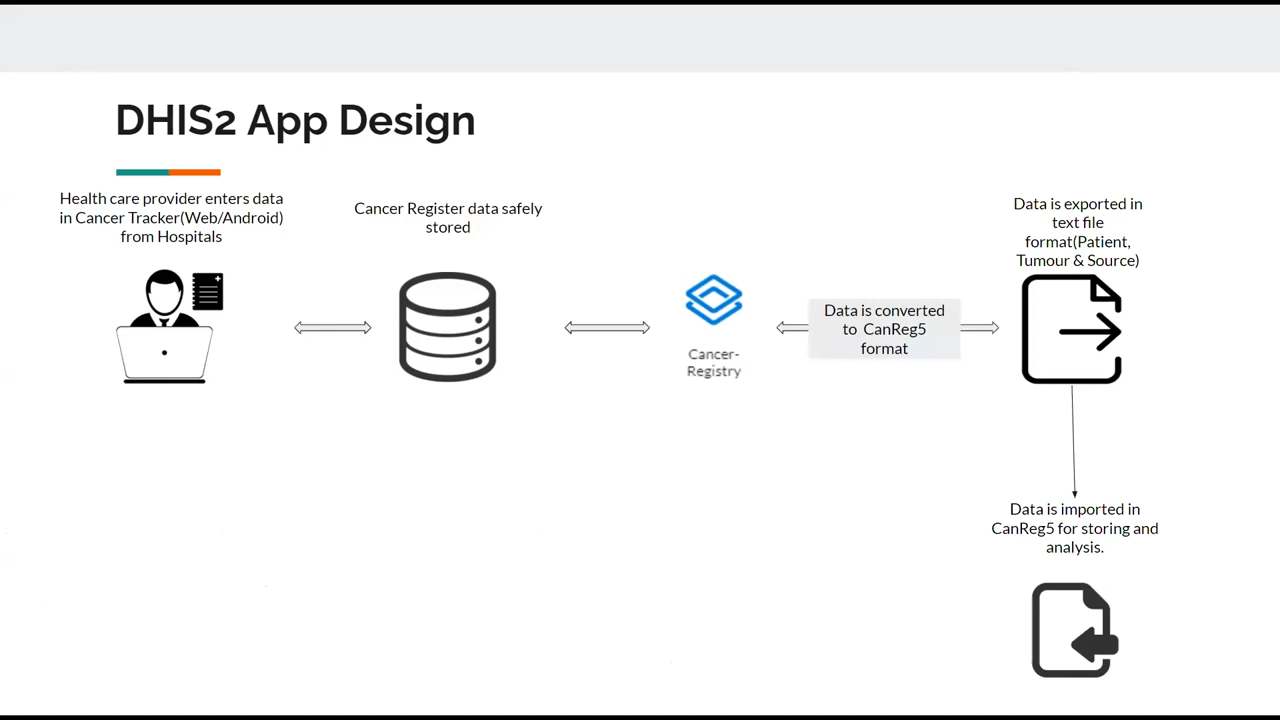 DHIS2 App Design
Health care provider enters data
in Cancer Tracker(Web/Android)
from Hospitals
Cancer Register data safely
stored
Cancer-
Registry
Data is converted
to CanReg5
format
Data is exported in
text file
format(Patient,
Tumour & Source)
Data is imported in
CanReg5 for storing and
analysis.